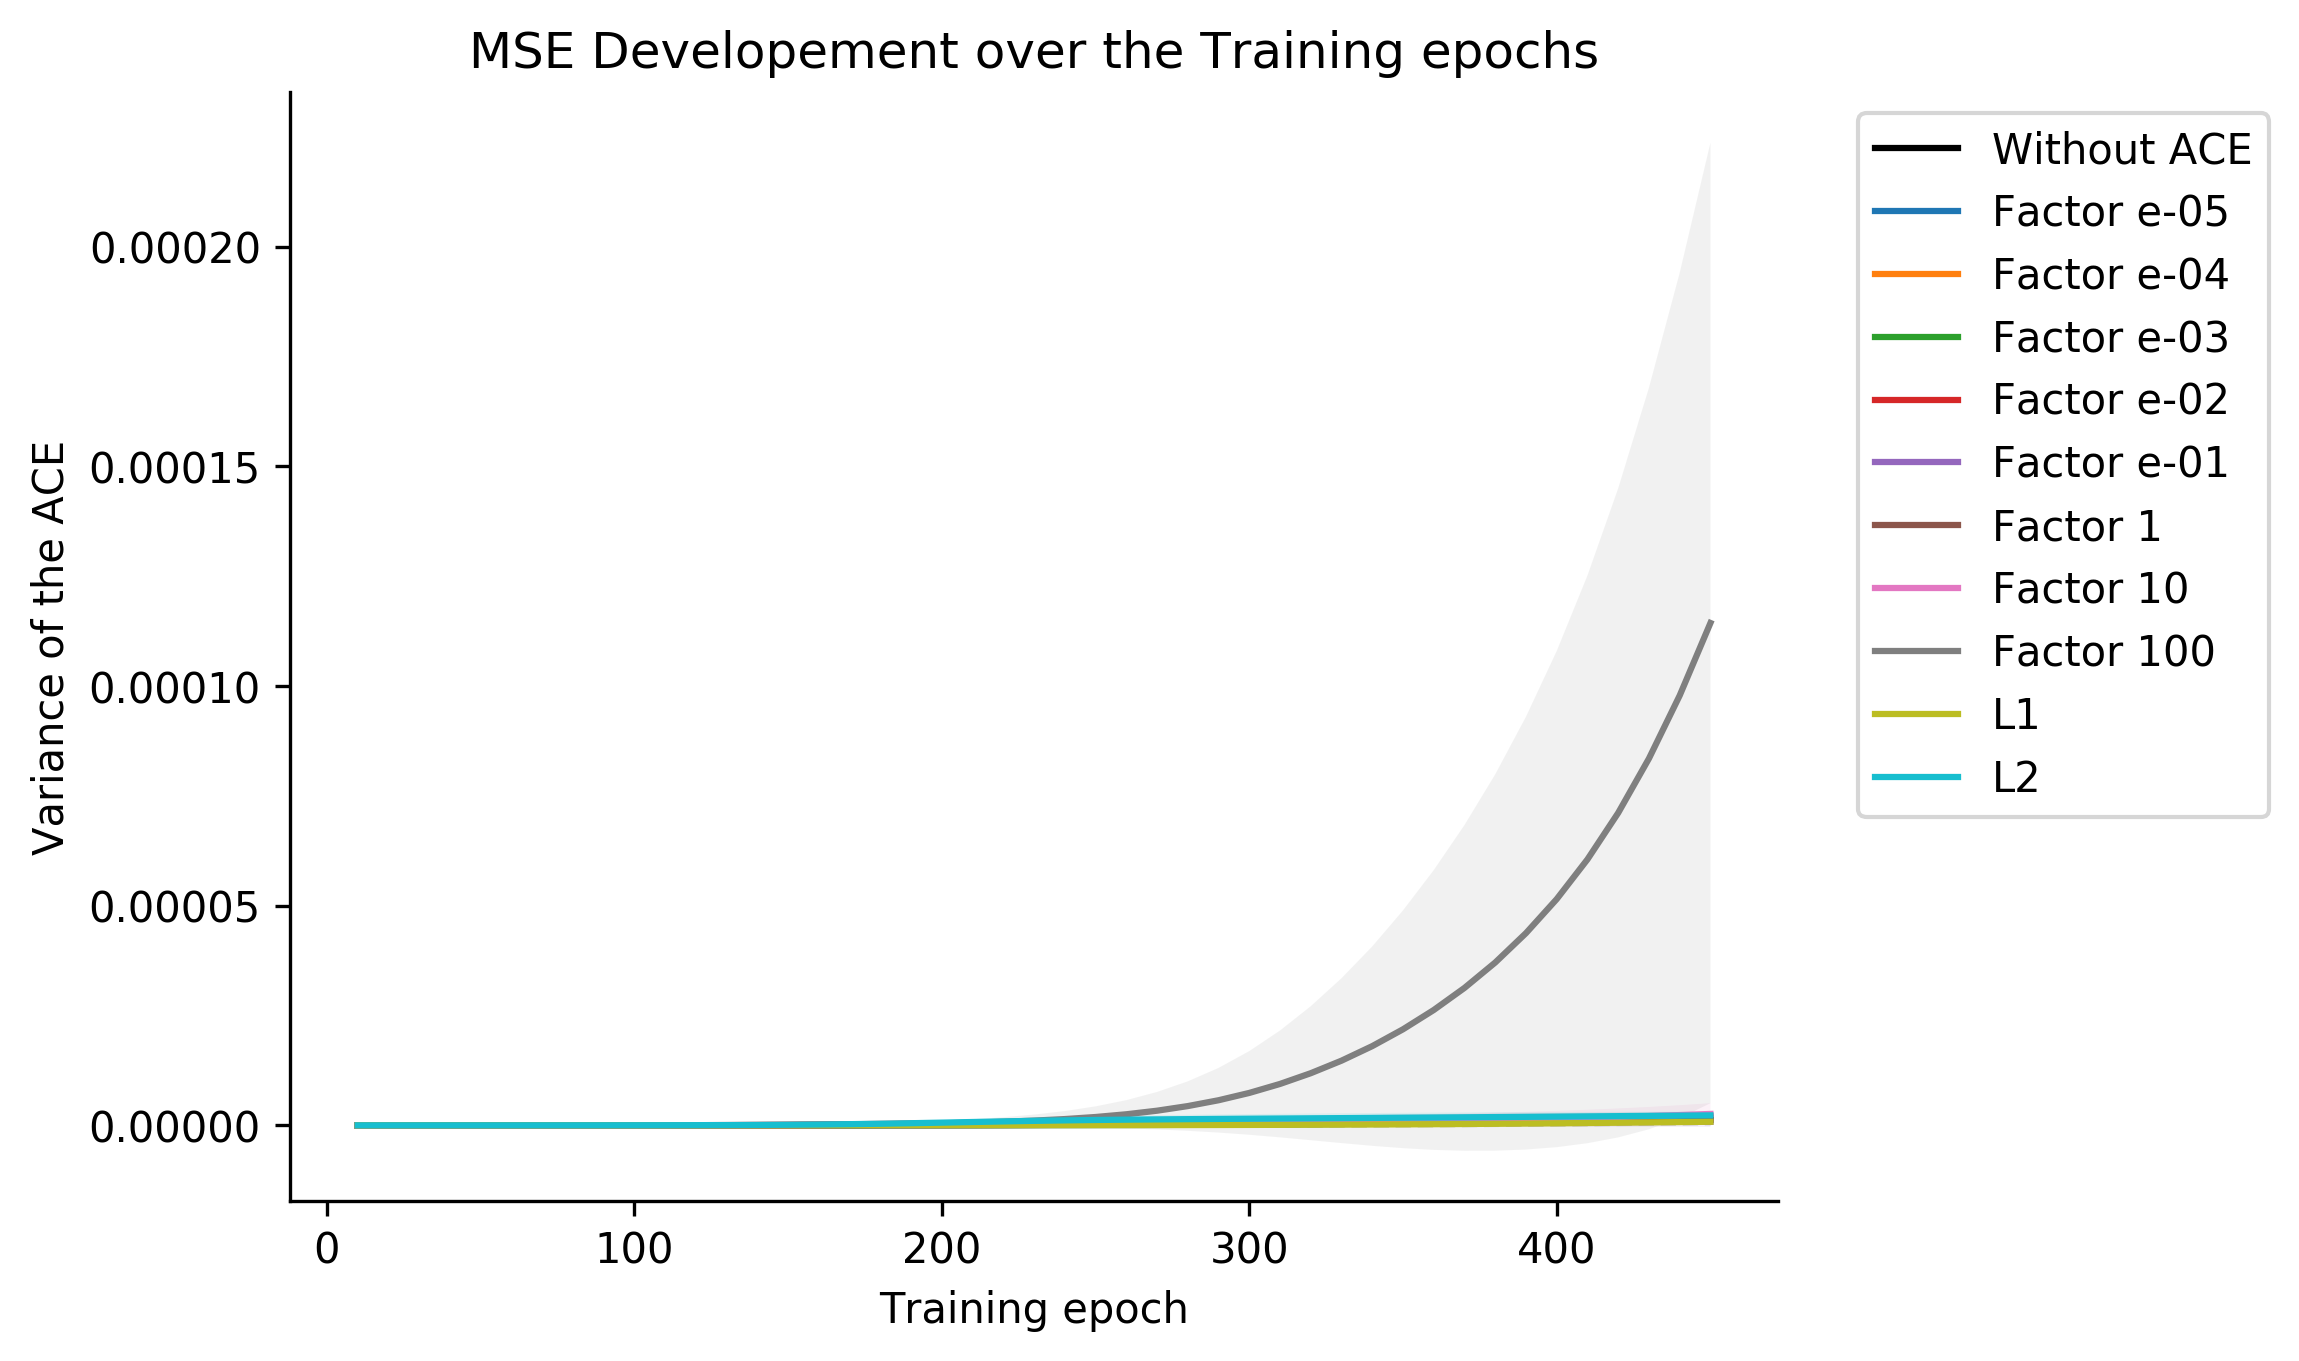 MSE Developement over the Training epochs
Variance of the ACE
0.00020
0.00015
0.00010
0.00005
0.00000
0
100
200
300
400
Training epoch
Without ACE
Factor e-05
Factor e-04
Factor e-03
Factor e-02
Factor e-01
Factor 1
Factor 10
Factor 100
L1
L2